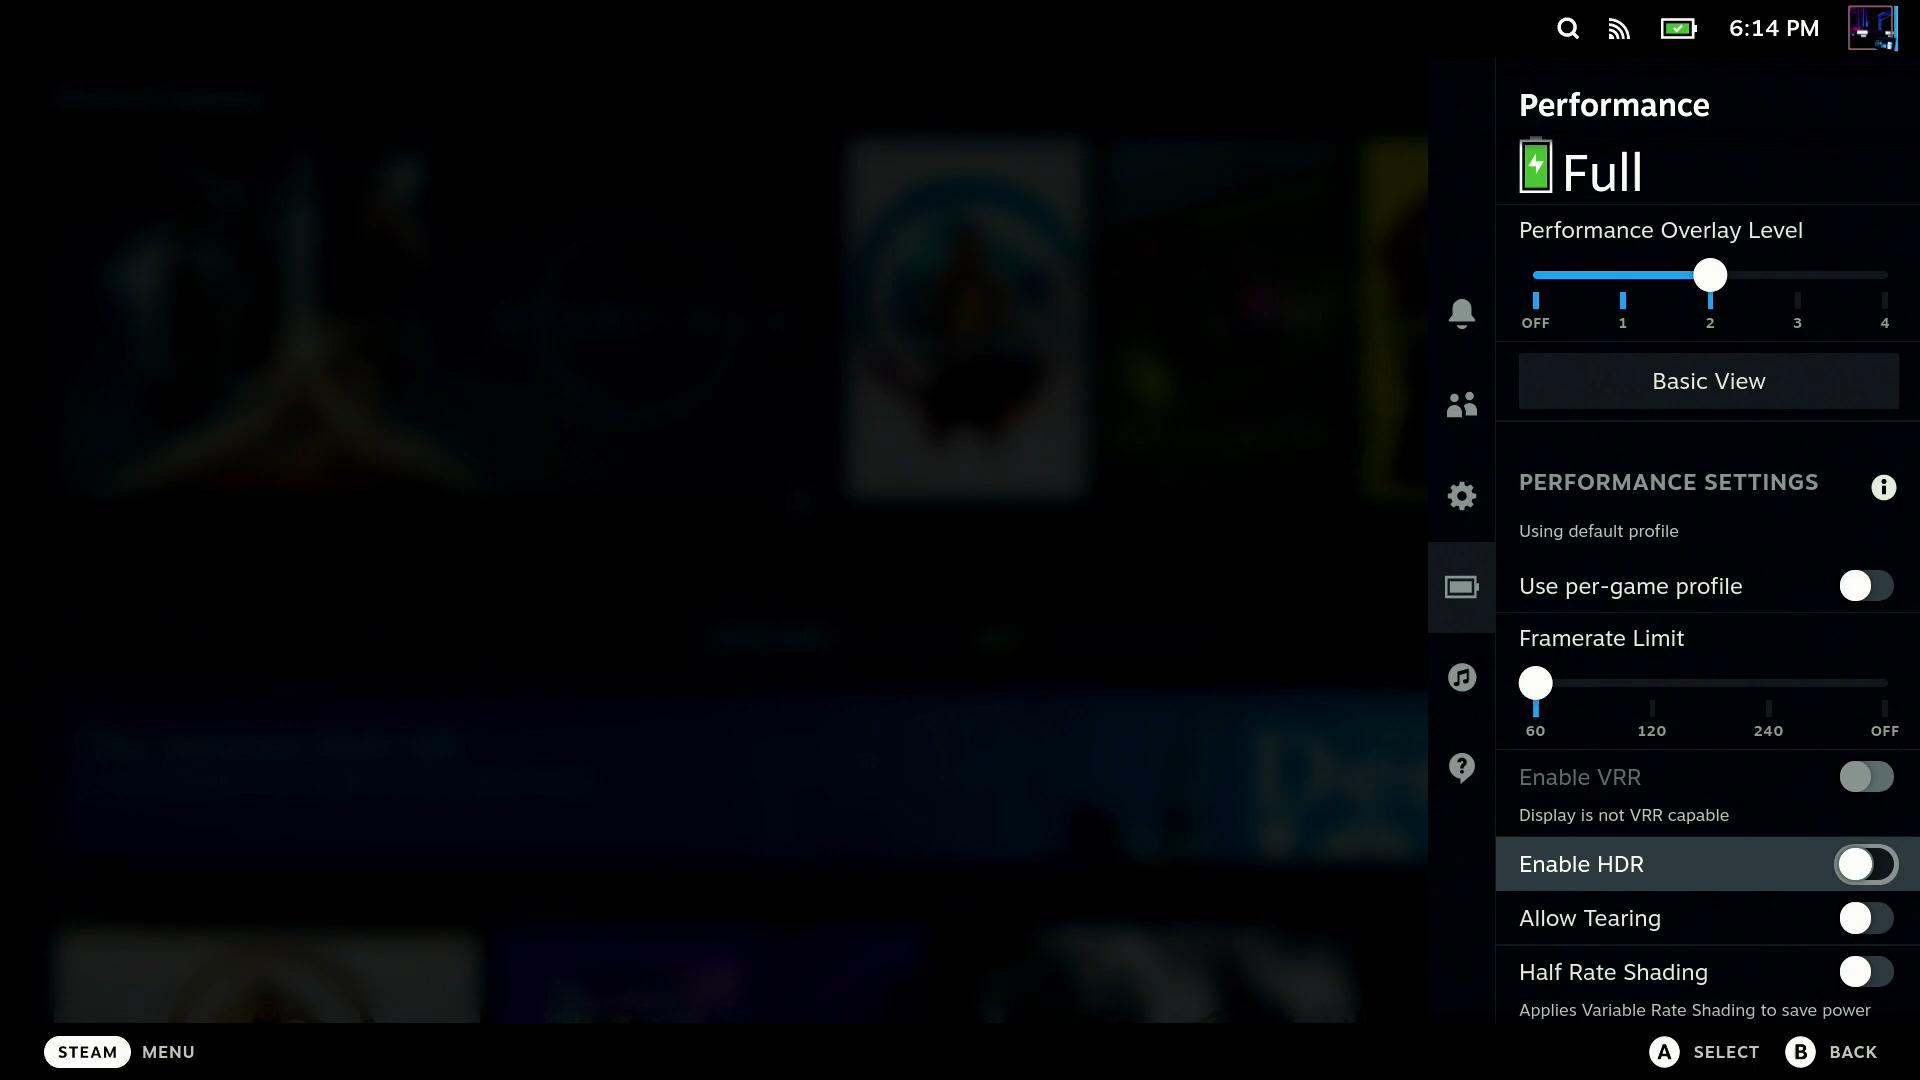 6:14 PM
Performance
Full
Performance Overlay Level
OFF 1 2 3 4
Basic View
PERFORMANCE SETTINGS
Using default profile
Use per-game profile
Framerate Limit
60 120 240 OFF
Enable VRR
Display is not VRR capable
Enable HDR
Allow Tearing
Half Rate Shading
Applies Variable Rate Shading to save power
STEAM MENU
A SELECT B BACK